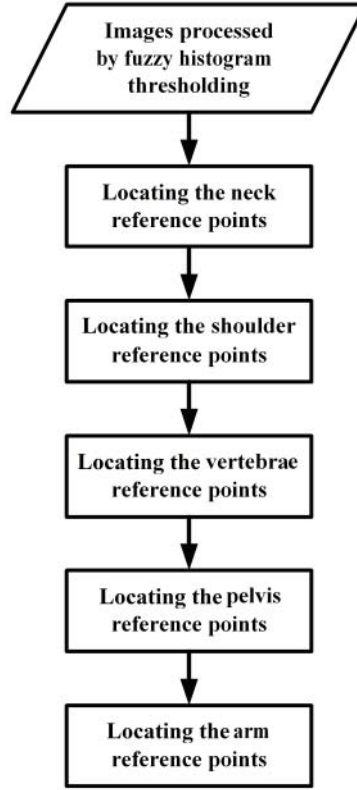 Images processed
by fuzzy histogram
thresholding
Locating the neck
reference points
Locating the shoulder
reference points
Locating the vertebrae
reference points
Locating the pelvis
reference points
Locating the arm
reference points